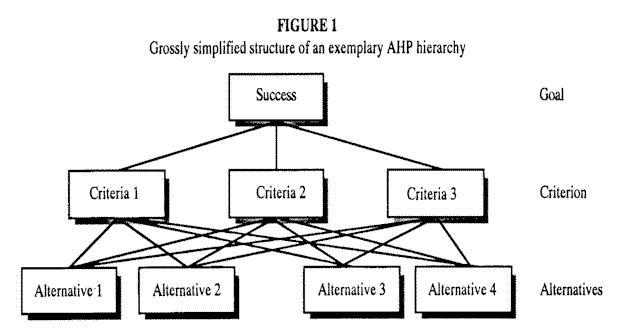 FIGURE 1
Grossly simplified structure of an exemplary AHP hierarchy
Success Goal
Criteria 1 Criteria 2 Criteria 3 Criterion
Alternative 1 Alternative 2 Alternative 3 Alternative 4 Alternatives